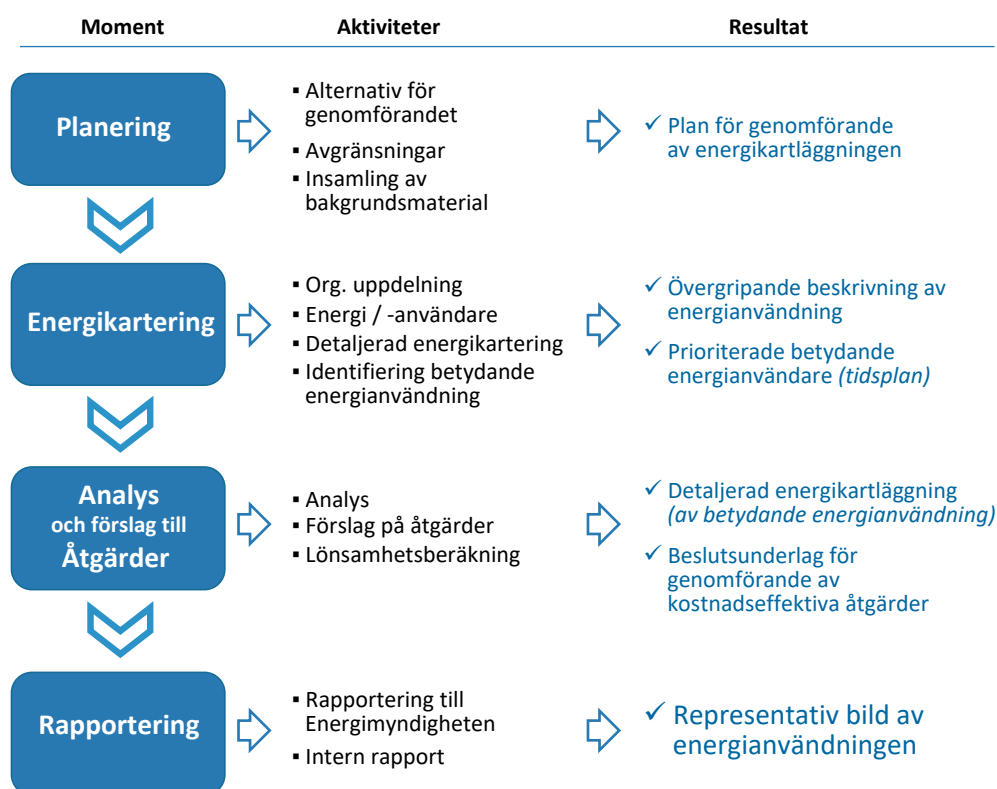 Moment
Aktiviteter
Resultat
Planering
▪ Alternativ för
genomförandet
▪ Avgränsningar
▪ Insamling av
bakgrundsmaterial
✓ Plan för genomförande
av energikartläggningen
Energikartering
▪ Org. uppdelning
▪ Energi / -användare
▪ Detaljerad energikartering
▪ Identifiering betydande
energianvändning
✓ Övergripande beskrivning av
energianvändning
✓ Prioriterade betydande
energianvändare (tidsplan)
Analys
och förslag till
Åtgärder
▪ Analys
▪ Förslag på åtgärder
▪ Lönsamhetsberäkning
✓ Detaljerad energikartläggning
(av betydande energianvändning)
✓ Beslutsunderlag för
genomförande av
kostnadseffektiva åtgärder
Rapportering
▪ Rapportering till
Energimyndigheten
▪ Intern rapport
✓ Representativ bild av
energianvändningen